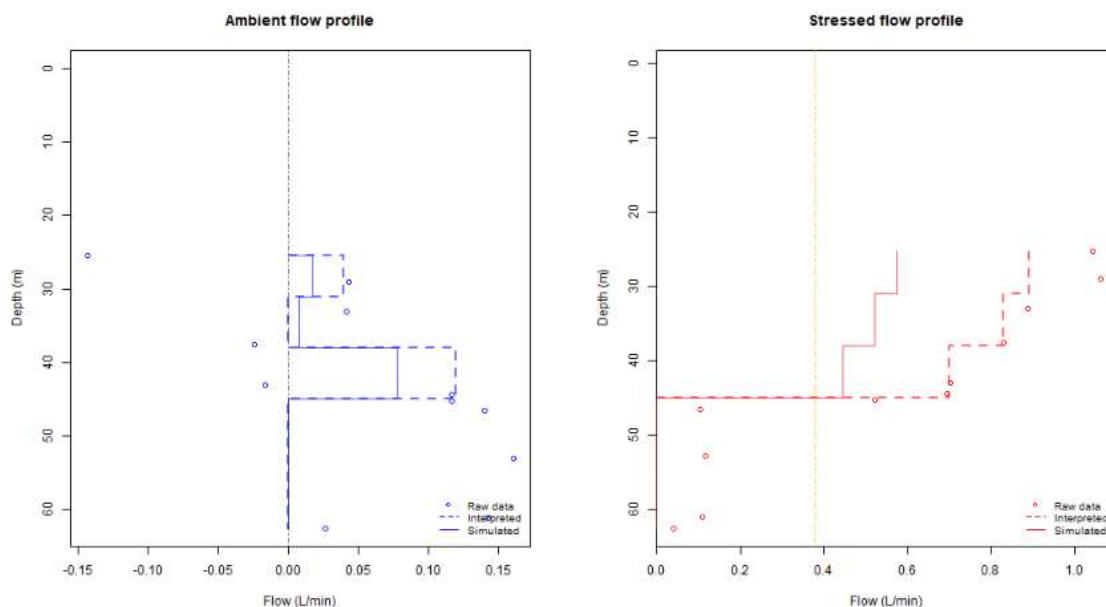 Ambient flow profile
Depth (m)
0
10
20
30
40
50
60
Raw data
Interpreted
Simulated
-0.15
-0.10
-0.05
0.00
0.05
0.10
0.15
Flow (L/min)
Stressed flow profile
Depth (m)
0
10
20
30
40
50
60
Raw data
Interpreted
Simulated
0.0
0.2
0.4
0.6
0.8
1.0
Flow (L/min)